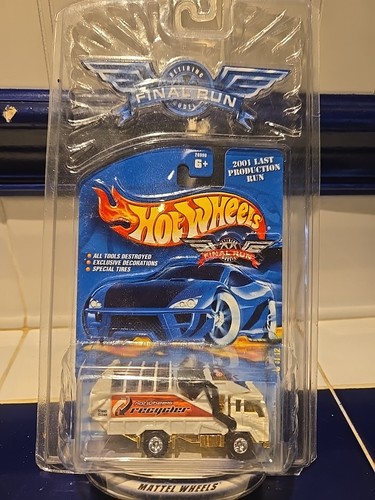 FINAL RUN
6+
2001 LAST
PRODUCTION
RUN
HOT WHEELS
FINAL RUN
ALL TOOLS DESTROYED
EXCLUSIVE DECORATIONS
SPECIAL TIRES
recycler
MATTEL WHEELS